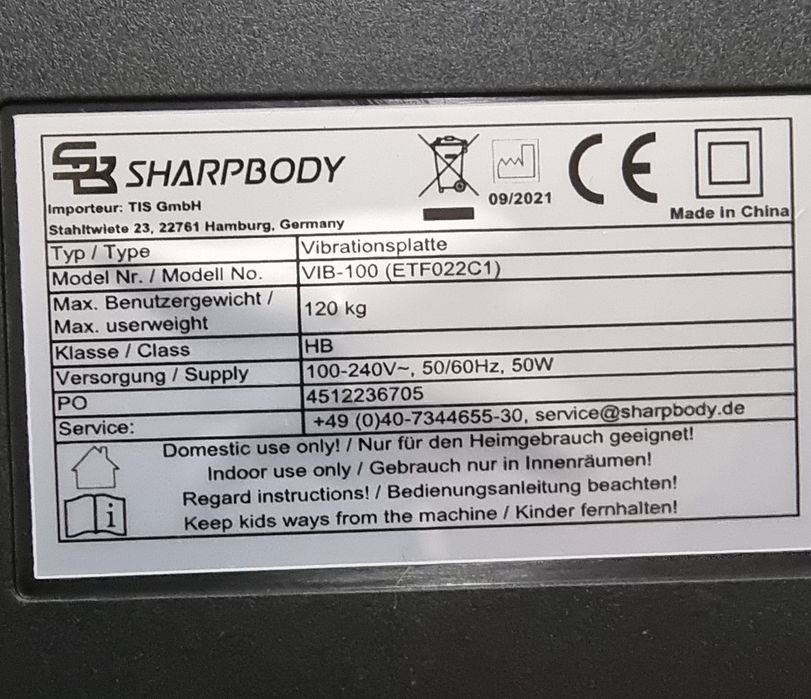 SHARPBODY
Importeur: TIS GmbH
Stahltwiete 23, 22761 Hamburg, Germany
09/2021
CE
Made in China
Typ / Type Vibrationsplatte
Model Nr. / Modell No. VIB-100 (ETF022C1)
Max. Benutzergewicht /
Max. userweight 120 kg
Klasse / Class HB
Versorgung / Supply 100-240V~, 50/60Hz, 50W
PO 4512236705
Service: +49 (0)40-7344655-30, service@sharpbody.de
Domestic use only! / Nur für den Heimgebrauch geeignet!
Indoor use only / Gebrauch nur in Innenräumen!
Regard instructions! / Bedienungsanleitung beachten!
Keep kids ways from the machine / Kinder fernhalten!